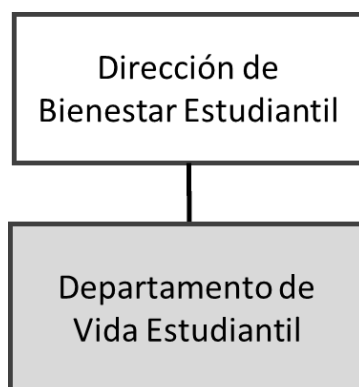 Dirección de
Bienestar Estudiantil
Departamento de
Vida Estudiantil